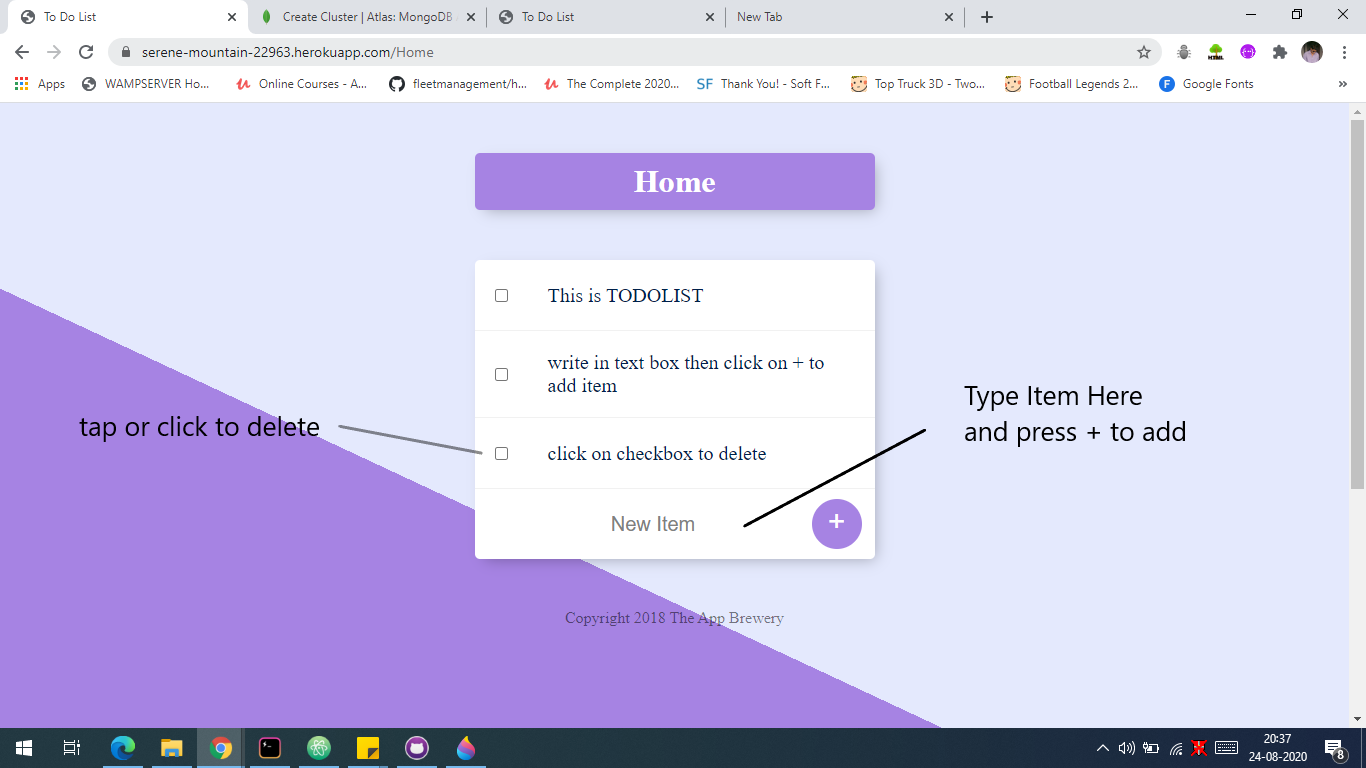 To Do List
Create Cluster | Atlas: MongoDB
To Do List
New Tab
serene-mountain-22963.herokuapp.com/Home
Apps
WAMPSERVER Ho...
Online Courses - A...
fleetmanagement/h...
The Complete 2020...
SF Thank You! - Soft F...
Top Truck 3D - Two...
Football Legends 2...
F Google Fonts
»
Home
This is TODOLIST
write in text box then click on + to
add item
click on checkbox to delete
New Item
+
tap or click to delete
Type Item Here
and press + to add
Copyright 2018 The App Brewery
20:37
24-08-2020
8